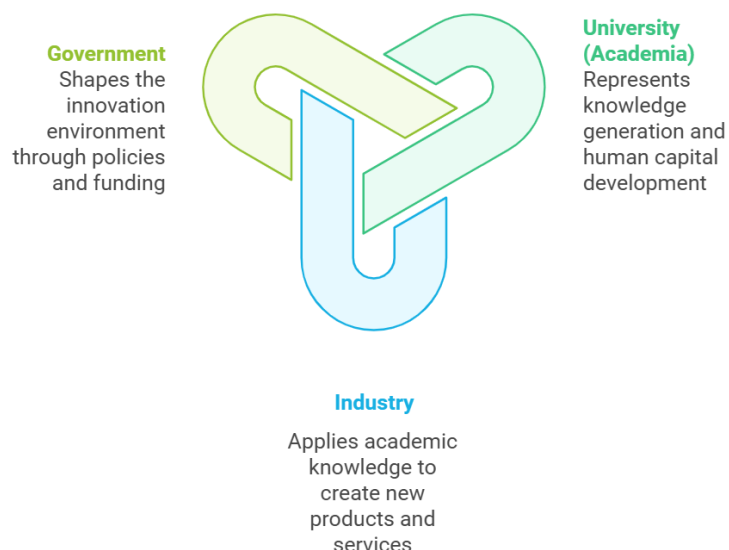 Government
Shapes the
innovation
environment
through policies
and funding
University
(Academia)
Represents
knowledge
generation and
human capital
development
Industry
Applies academic
knowledge to
create new
products and
services